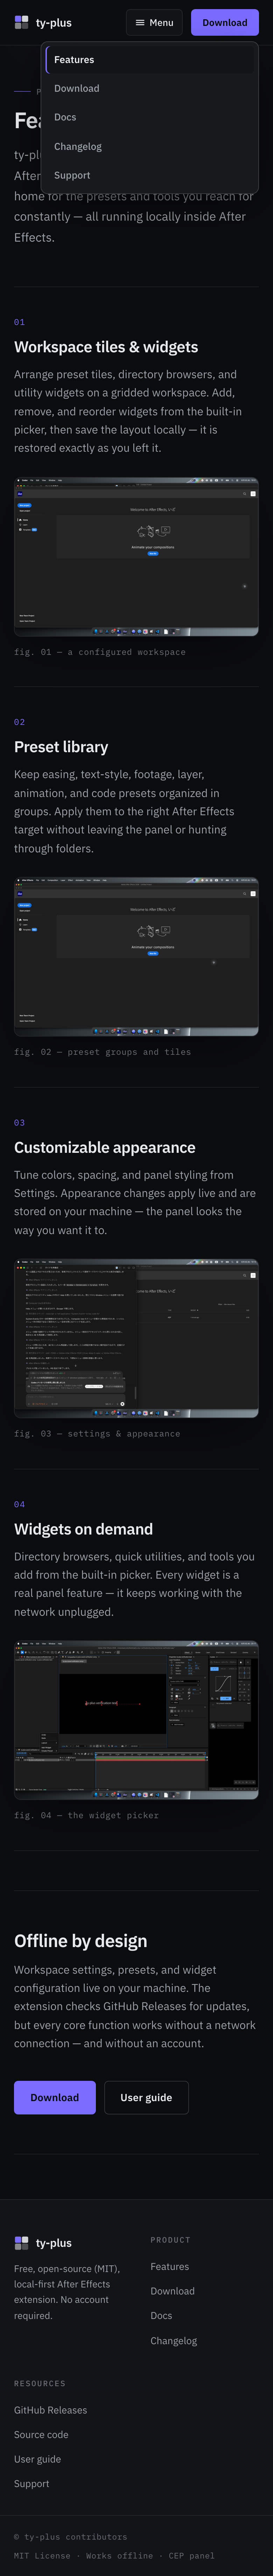 ty-plus
Menu
Download
Features
Download
Docs
Changelog
Support
home for the presets and tools you reach for
constantly — all running locally inside After
Effects.
01
Workspace tiles & widgets
Arrange preset tiles, directory browsers, and
utility widgets on a gridded workspace. Add,
remove, and reorder widgets from the built-in
picker, then save the layout locally — it is
restored exactly as you left it.
Animate your compositions
fig. 01 — a configured workspace
02
Preset library
Keep easing, text-style, footage, layer,
animation, and code presets organized in
groups. Apply them to the right After Effects
target without leaving the panel or hunting
through folders.
Animate your compositions
fig. 02 — preset groups and tiles
03
Customizable appearance
Tune colors, spacing, and panel styling from
Settings. Appearance changes apply live and are
stored on your machine — the panel looks the
way you want it to.
fig. 03 — settings & appearance
04
Widgets on demand
Directory browsers, quick utilities, and tools you
add from the built-in picker. Every widget is a
real panel feature — it keeps working with the
network unplugged.
fig. 04 — the widget picker
Offline by design
Workspace settings, presets, and widget
configuration live on your machine. The
extension checks GitHub Releases for updates,
but every core function works without a network
connection — and without an account.
Download
User guide
ty-plus
Free, open-source (MIT),
local-first After Effects
extension. No account
required.
PRODUCT
Features
Download
Docs
Changelog
RESOURCES
GitHub Releases
Source code
User guide
Support
© ty-plus contributors
MIT License · Works offline · CEP panel